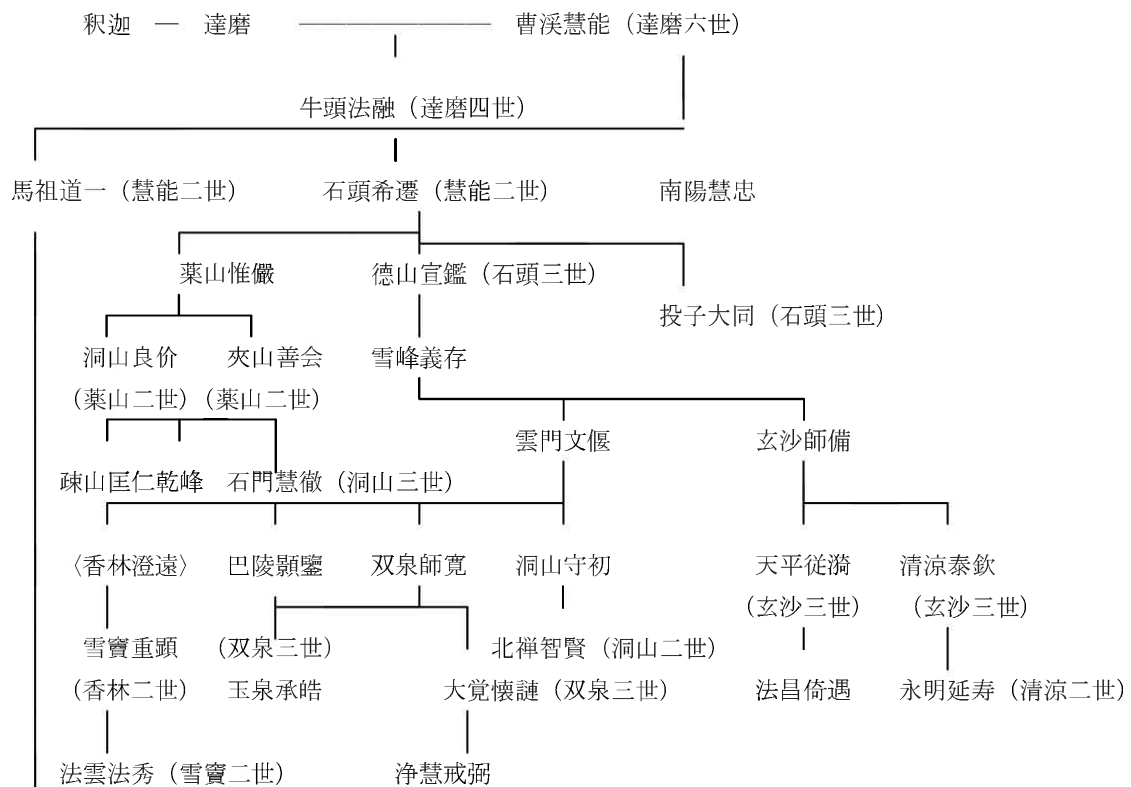 釈迦 ― 達磨 曹渓慧能（達磨六世）
牛頭法融（達磨四世）
馬祖道一（慧能二世） 石頭希遷（慧能二世） 南陽慧忠
薬山惟儼 徳山宣鑑（石頭三世）
投子大同（石頭三世）
洞山良价 夾山善会 雪峰義存
（薬山二世）（薬山二世）
雲門文偃 玄沙師備
疎山匡仁乾峰 石門慧徹（洞山三世）
〈香林澄遠〉 巴陵顥鑒 双泉師寛 洞山守初 天平従漪 清涼泰欽
（玄沙三世） （玄沙三世）
雪竇重顕 （双泉三世） 北禅智賢（洞山二世）
（香林二世） 玉泉承皓 大覚懐璉（双泉三世） 法昌倚遇 永明延寿（清涼二世）
法雲法秀（雪竇二世） 浄慧戒弼